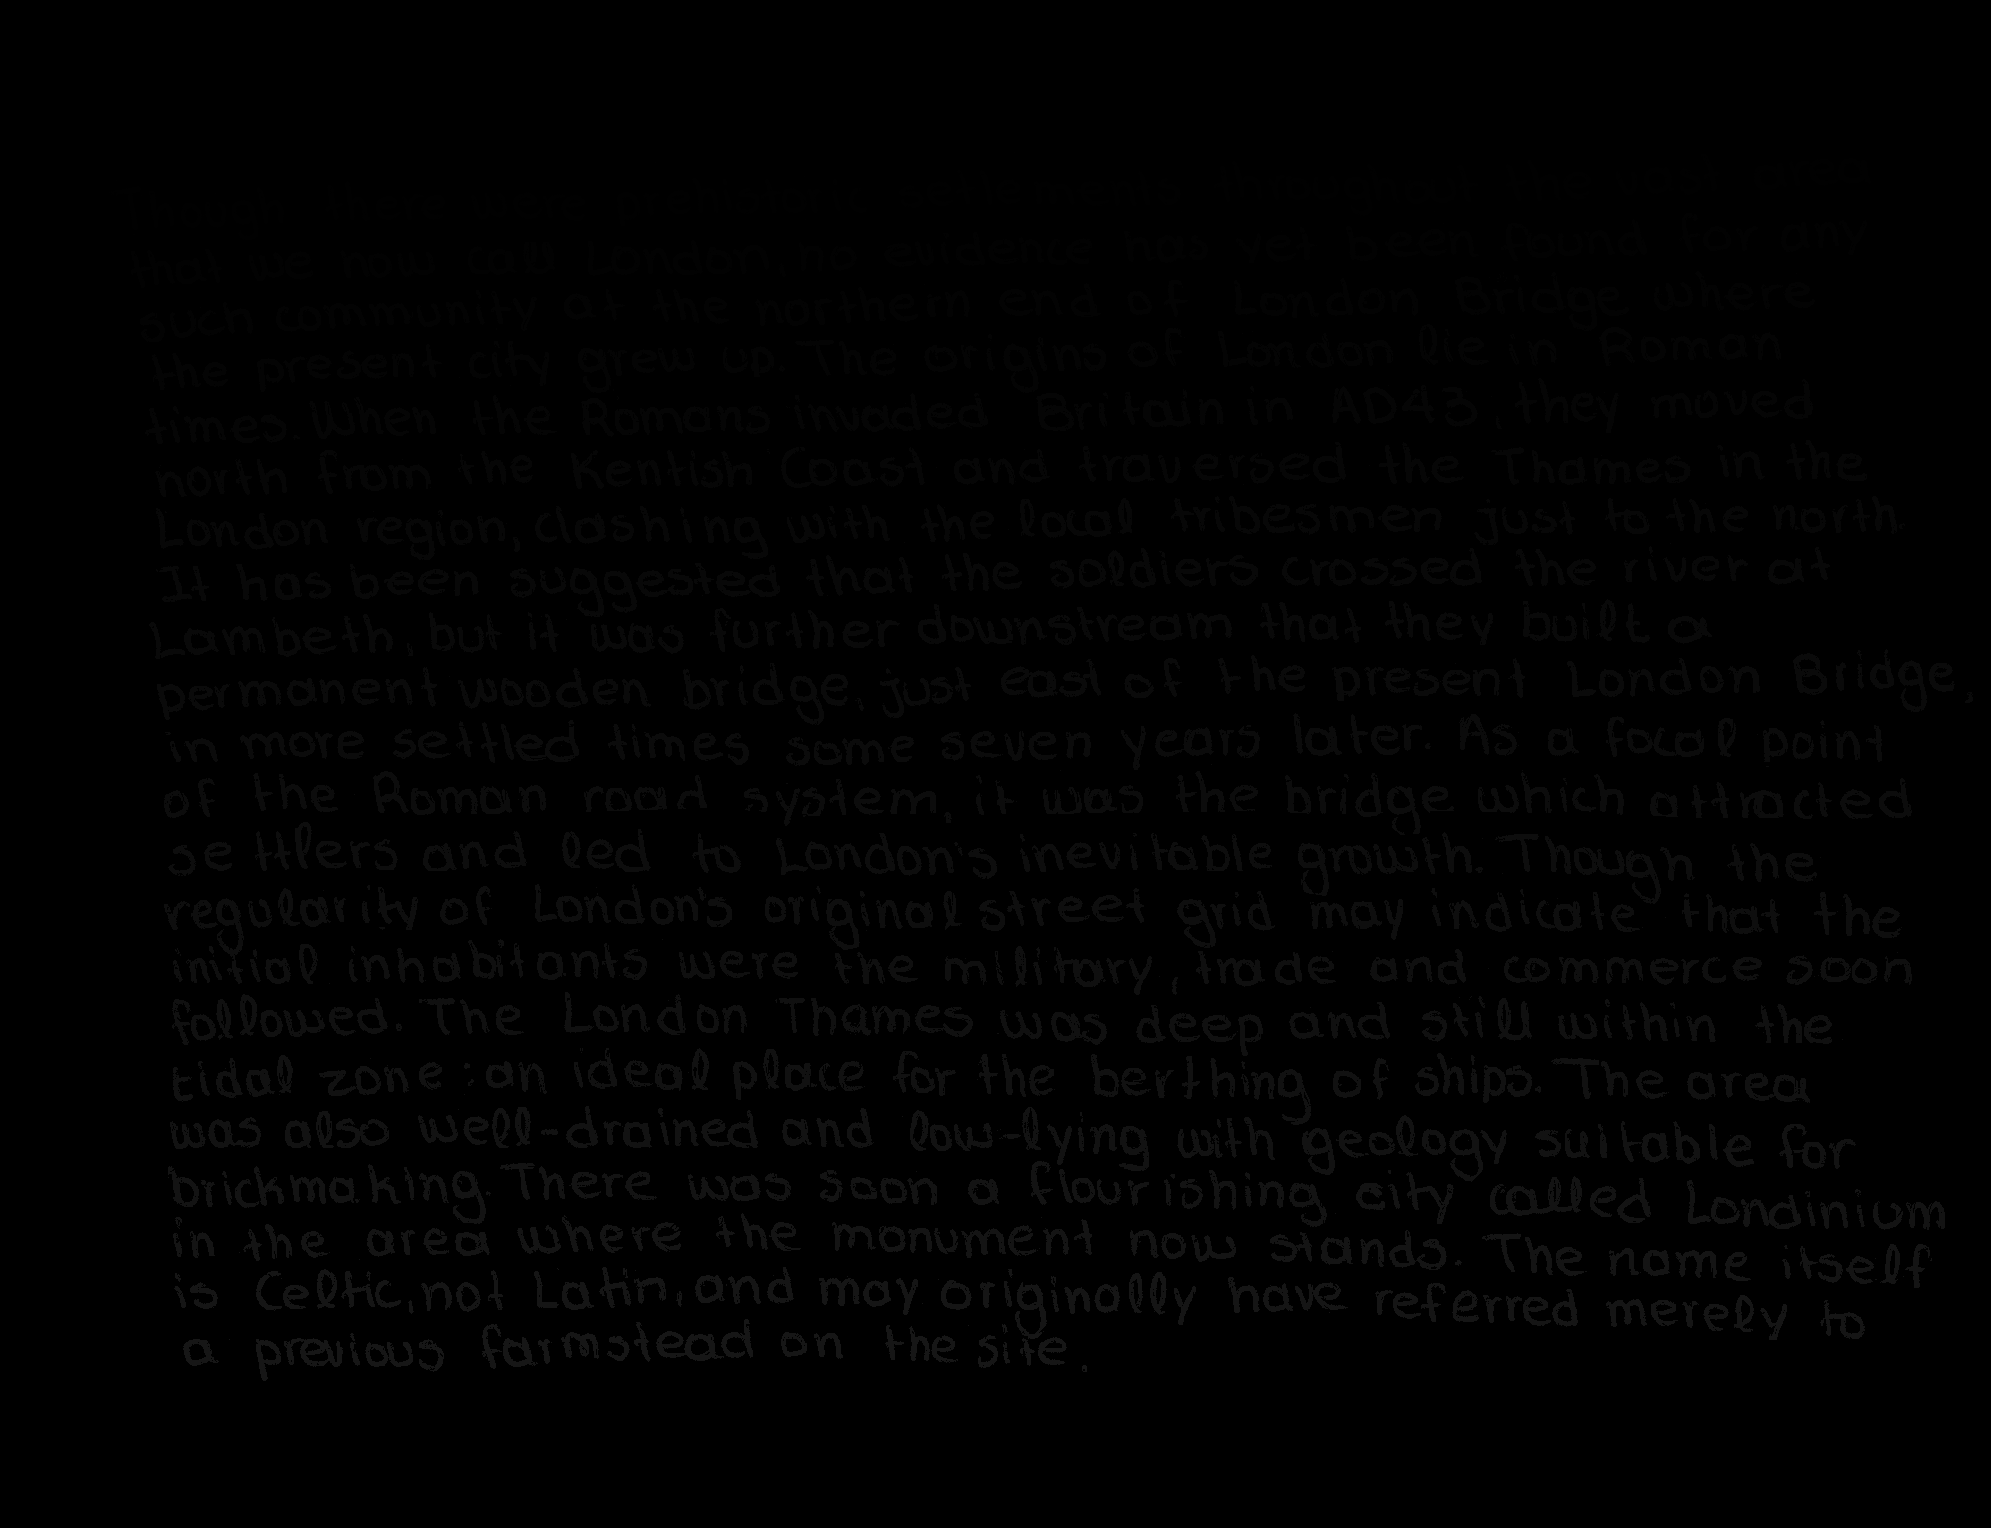 Though there were prehistoric settlements throughout the vast area
that we now call London, no evidence has yet been found for any
such community at the northern end of London Bridge where
the present city grew up. The origins of London lie in Roman
times. When the Romans invaded Britain in AD43, they moved
north from the Kentish Coast and traversed the Thames in the
London region, clashing with the local tribesmen just to the north.
It has been suggested that the soldiers crossed the river at
Lambeth, but it was further downstream that they built a
permanent wooden bridge, just east of the present London Bridge,
in more settled times some seven years later. As a focal point
of the Roman road system, it was the bridge which attracted
settlers and led to London's inevitable growth. Though the
regularity of London's original street grid may indicate that the
initial inhabitants were the military, trade and commerce soon
followed. The London Thames was deep and still within the
tidal zone: an ideal place for the berthing of ships. The area
was also well-drained and low-lying with geology suitable for
brickmaking. There was soon a flourishing city called Londinium
in the area where the monument now stands. The name itself
is Celtic, not Latin, and may originally have referred merely to
a previous farmstead on the site.